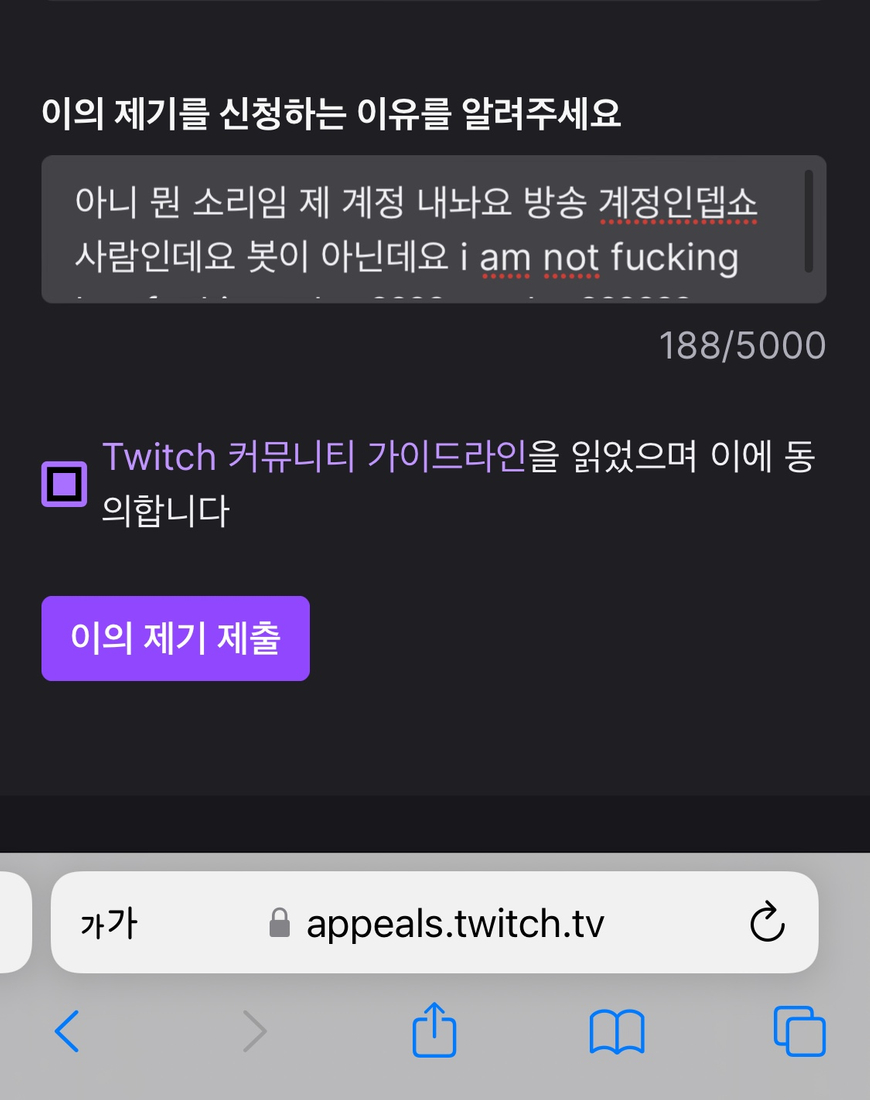 이의 제기를 신청하는 이유를 알려주세요
아니 뭔 소리임 제 계정 내놔요 방송 계정인뎁쇼
사람인데요 봇이 아닌데요 i am not fucking
188/5000
Twitch 커뮤니티 가이드라인을 읽었으며 이에 동
의합니다
이의 제기 제출
가가 appeals.twitch.tv